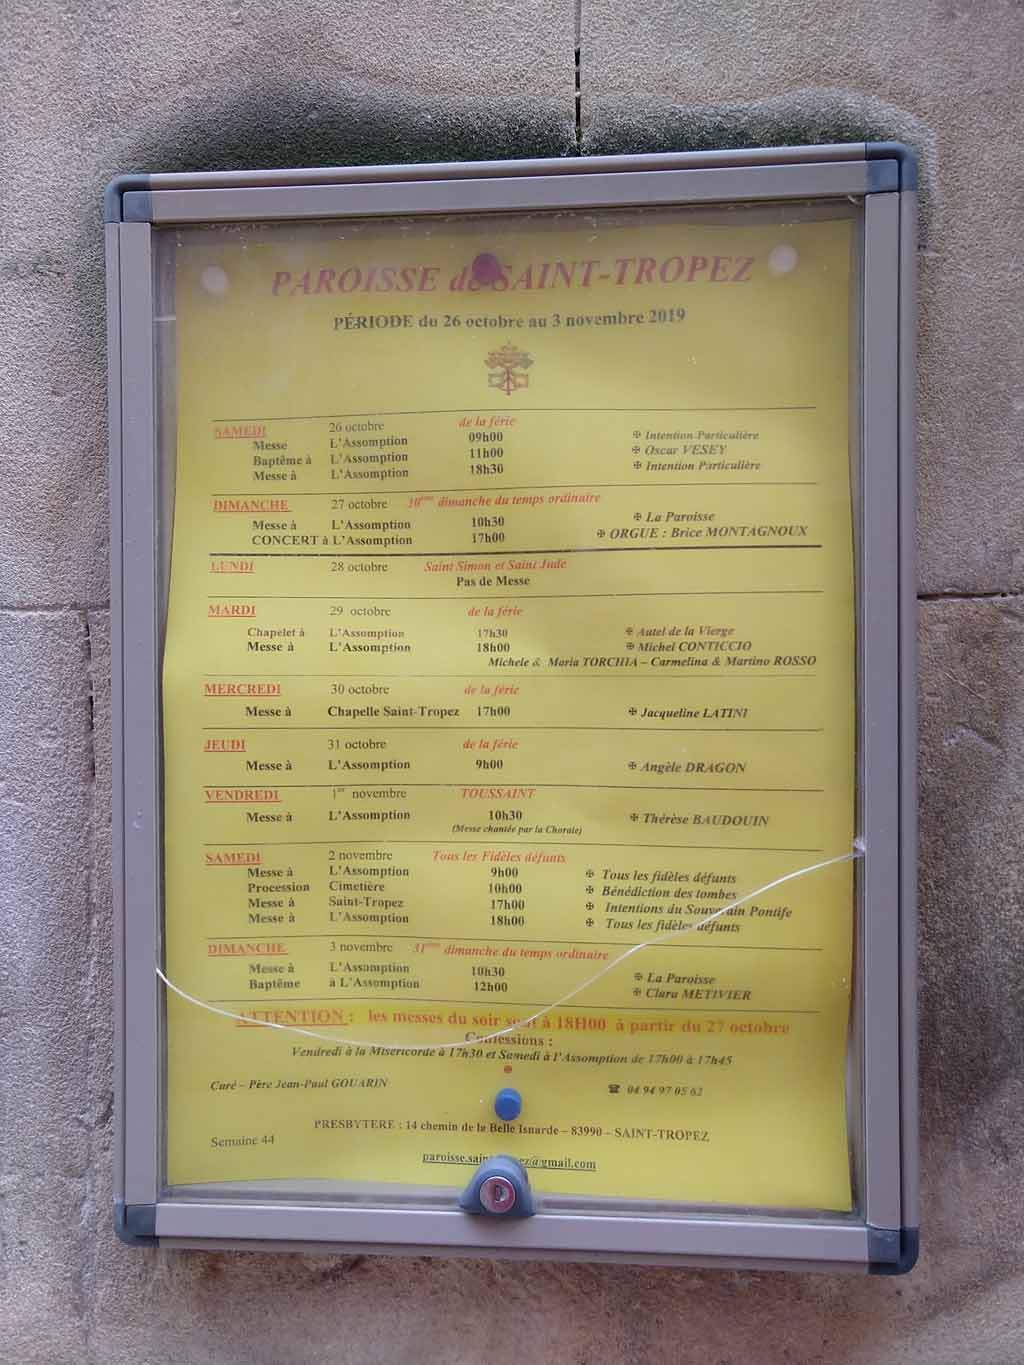 PAROISSE de SAINT-TROPEZ
PÉRIODE du 26 octobre au 3 novembre 2019
SAMEDI 26 octobre de la férie
Messe L'Assomption 09h00 ✠ Intention Particulière
Baptême à L'Assomption 11h00 ✠ Oscar VESEY
Messe à L'Assomption 18h30 ✠ Intention Particulière
DIMANCHE 27 octobre 30ème dimanche du temps ordinaire
Messe à L'Assomption 10h30 ✠ La Paroisse
CONCERT à L'Assomption 17h00 ✠ ORGUE : Brice MONTAGNOUX
LUNDI 28 octobre Saint Simon et Saint Jude
Pas de Messe
MARDI 29 octobre de la férie
Chapelet à L'Assomption 17h30 ✠ Autel de la Vierge
Messe à L'Assomption 18h00 ✠ Michel CONTICCIO
Michele & Maria TORCHIA – Carmelina & Martino ROSSO
MERCREDI 30 octobre de la férie
Messe à Chapelle Saint-Tropez 17h00 ✠ Jacqueline LATINI
JEUDI 31 octobre de la férie
Messe à L'Assomption 9h00 ✠ Angèle DRAGON
VENDREDI 1er novembre TOUSSAINT
Messe à L'Assomption 10h30 ✠ Thérèse BAUDOUIN
(Messe chantée par la Chorale)
SAMEDI 2 novembre Tous les Fidèles défunts
Messe à L'Assomption 9h00 ✠ Tous les fidèles défunts
Procession Cimetière 10h00 ✠ Bénédiction des tombes
Messe à Saint-Tropez 17h00 ✠ Intentions du Souverain Pontife
Messe à L'Assomption 18h00 ✠ Tous les fidèles défunts
DIMANCHE 3 novembre 31ème dimanche du temps ordinaire
Messe à L'Assomption 10h30 ✠ La Paroisse
Baptême à L'Assomption 12h00 ✠ Clara METIVIER
ATTENTION : les messes du soir sont à 18H00 à partir du 27 octobre
Confessions :
Vendredi à la Miséricorde à 17h30 et Samedi à l'Assomption de 17h00 à 17h45
Curé – Père Jean-Paul GOUARIN ☎ 04 94 97 05 62
PRESBYTERE : 14 chemin de la Belle Isnarde – 83990 – SAINT-TROPEZ
Semaine 44
paroisse.saint-tropez@gmail.com